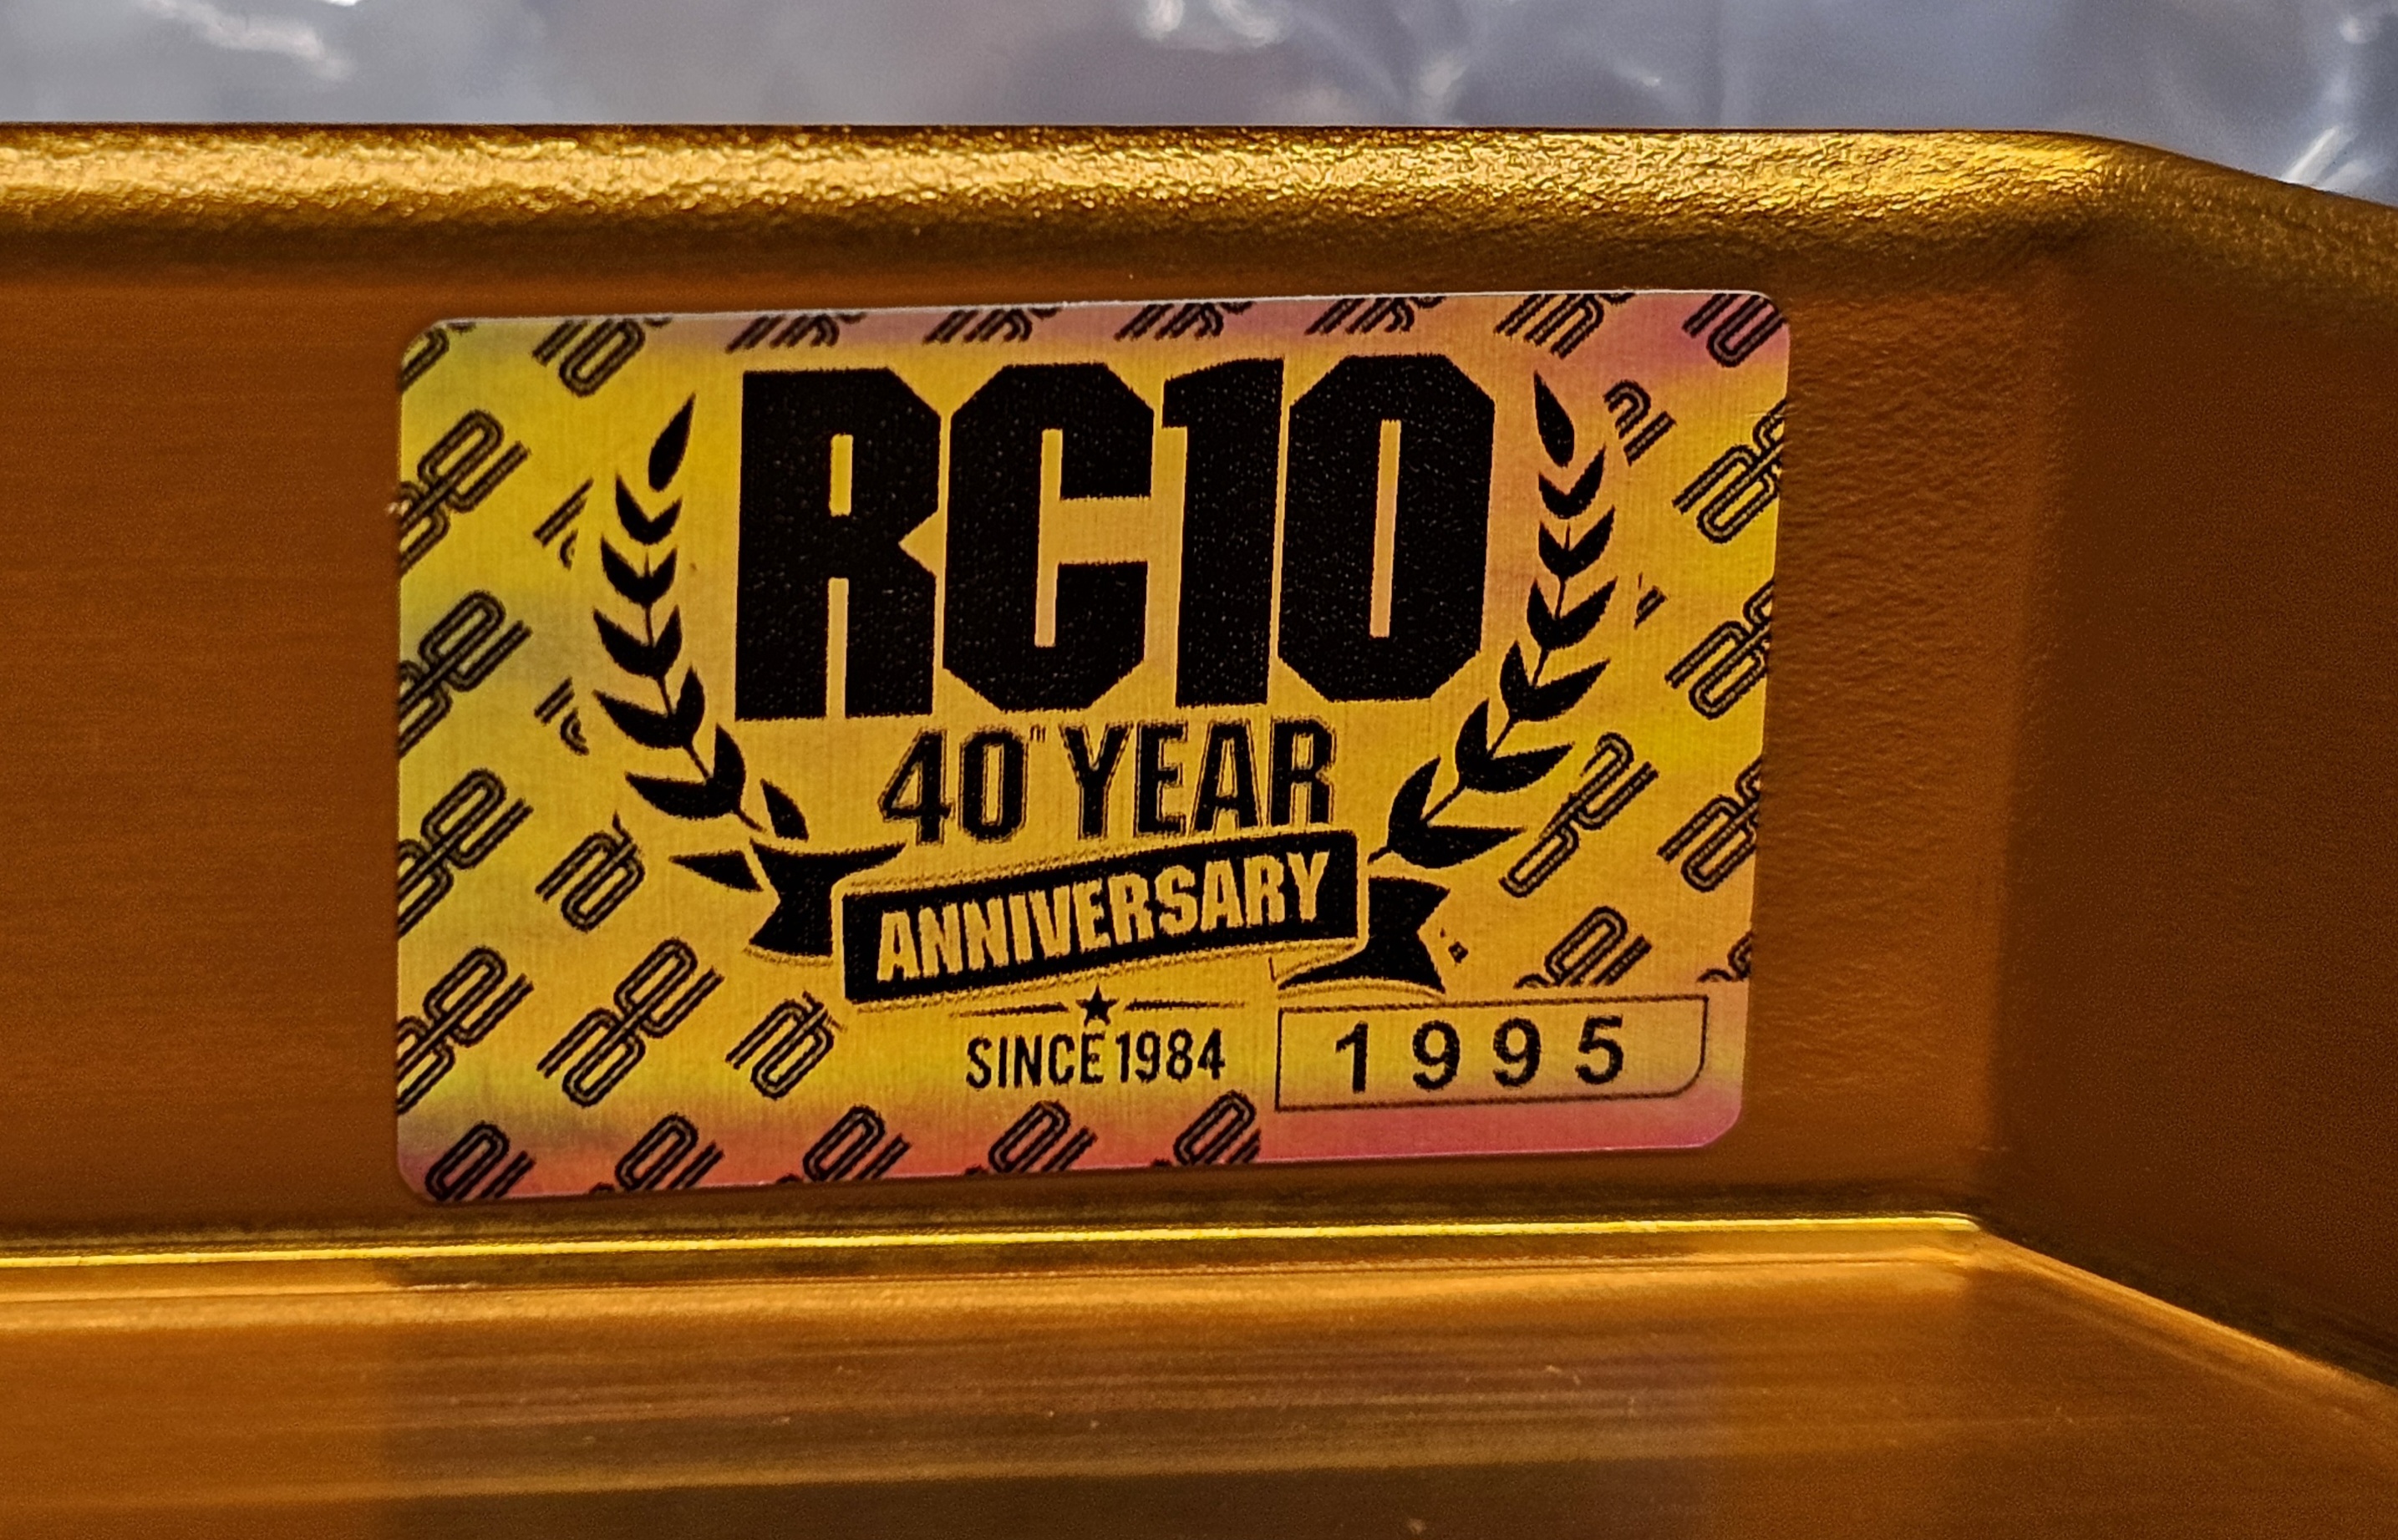 RC10
40TH YEAR
ANNIVERSARY
SINCE 1984
1995